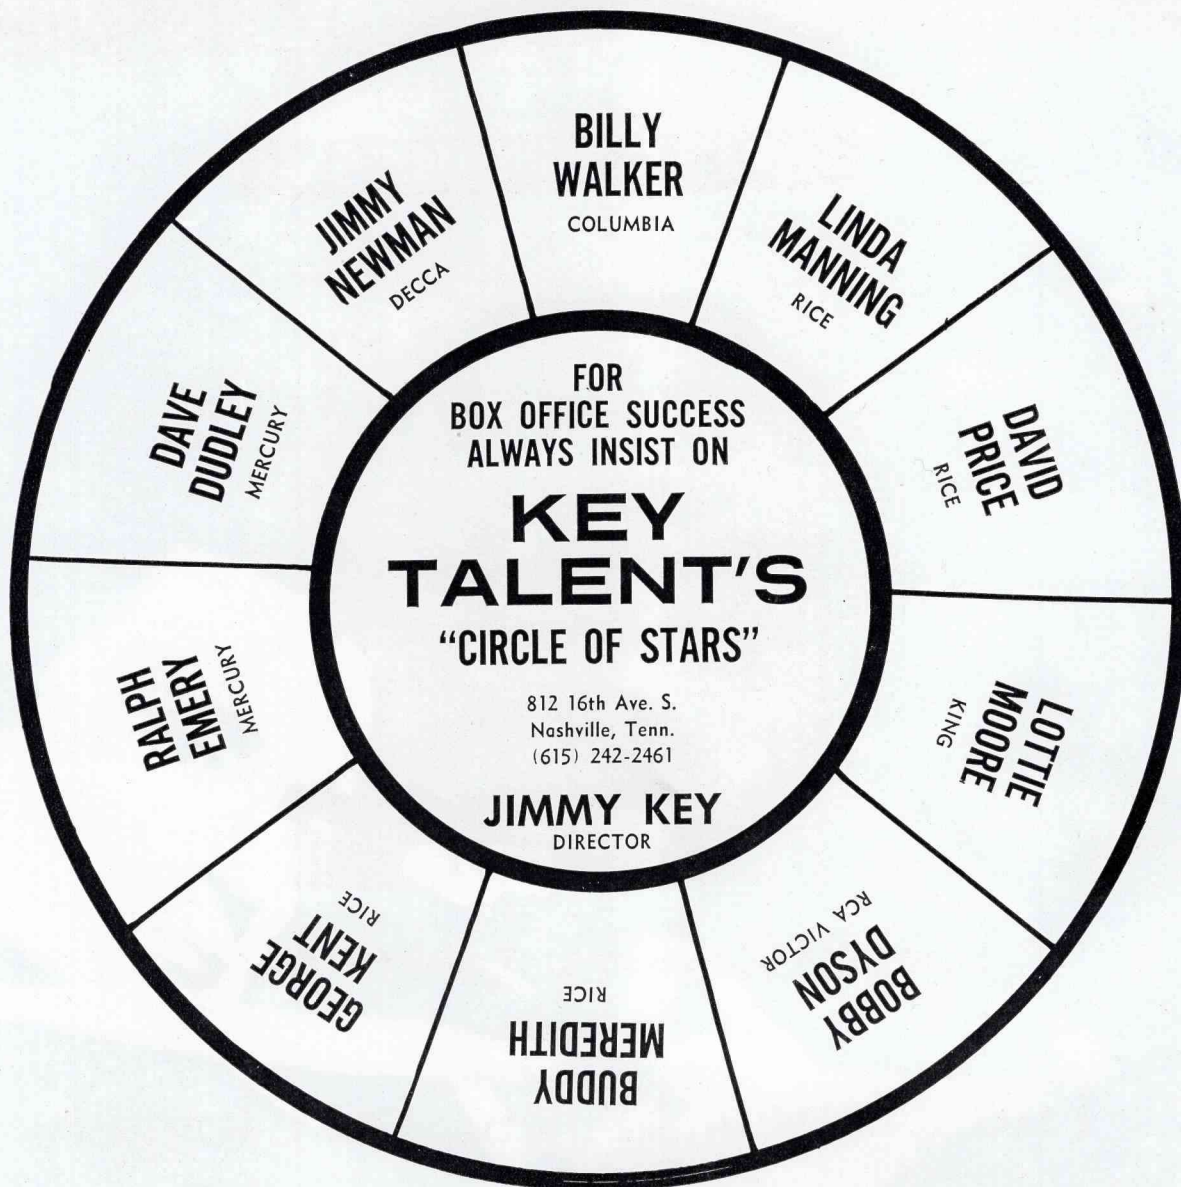 BILLY
WALKER
COLUMBIA
LINDA
MANNING
RICE
DAVID
PRICE
RICE
LOTTIE
MOORE
KING
BOBBY
DYSON
RCA VICTOR
BUDDY
MEREDITH
RICE
GEORGE
KENT
RICE
RALPH
EMERY
MERCURY
DAVE
DUDLEY
MERCURY
JIMMY
NEWMAN
DECCA
FOR
BOX OFFICE SUCCESS
ALWAYS INSIST ON
KEY
TALENT'S
"CIRCLE OF STARS"
812 16th Ave. S.
Nashville, Tenn.
(615) 242-2461
JIMMY KEY
DIRECTOR